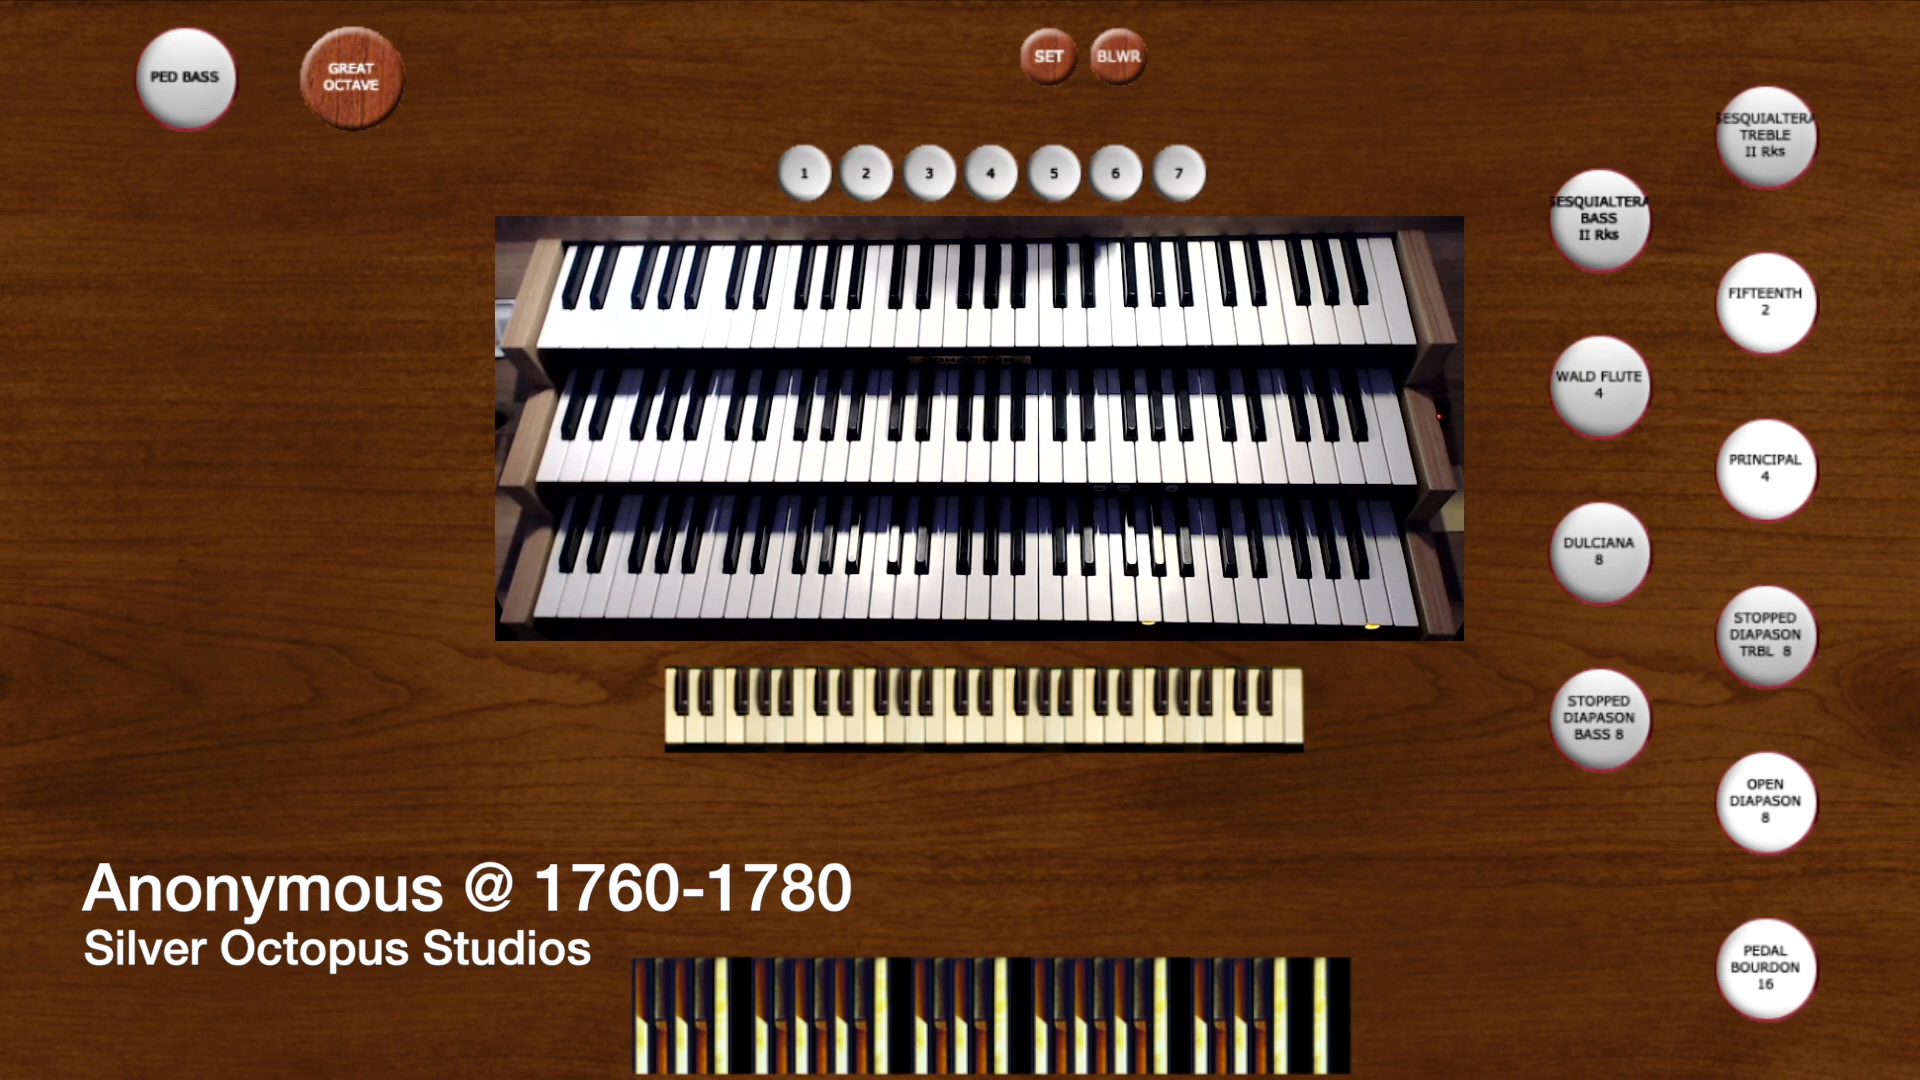 PED BASS
GREAT
OCTAVE
SET
BLWR
1
2
3
4
5
6
7
SESQUIALTERA
TREBLE
II Rks
SESQUIALTERA
BASS
II Rks
FIFTEENTH
2
WALD FLUTE
4
PRINCIPAL
4
DULCIANA
8
STOPPED
DIAPASON
TRBL 8
STOPPED
DIAPASON
BASS 8
OPEN
DIAPASON
8
PEDAL
BOURDON
16
Anonymous @ 1760-1780
Silver Octopus Studios